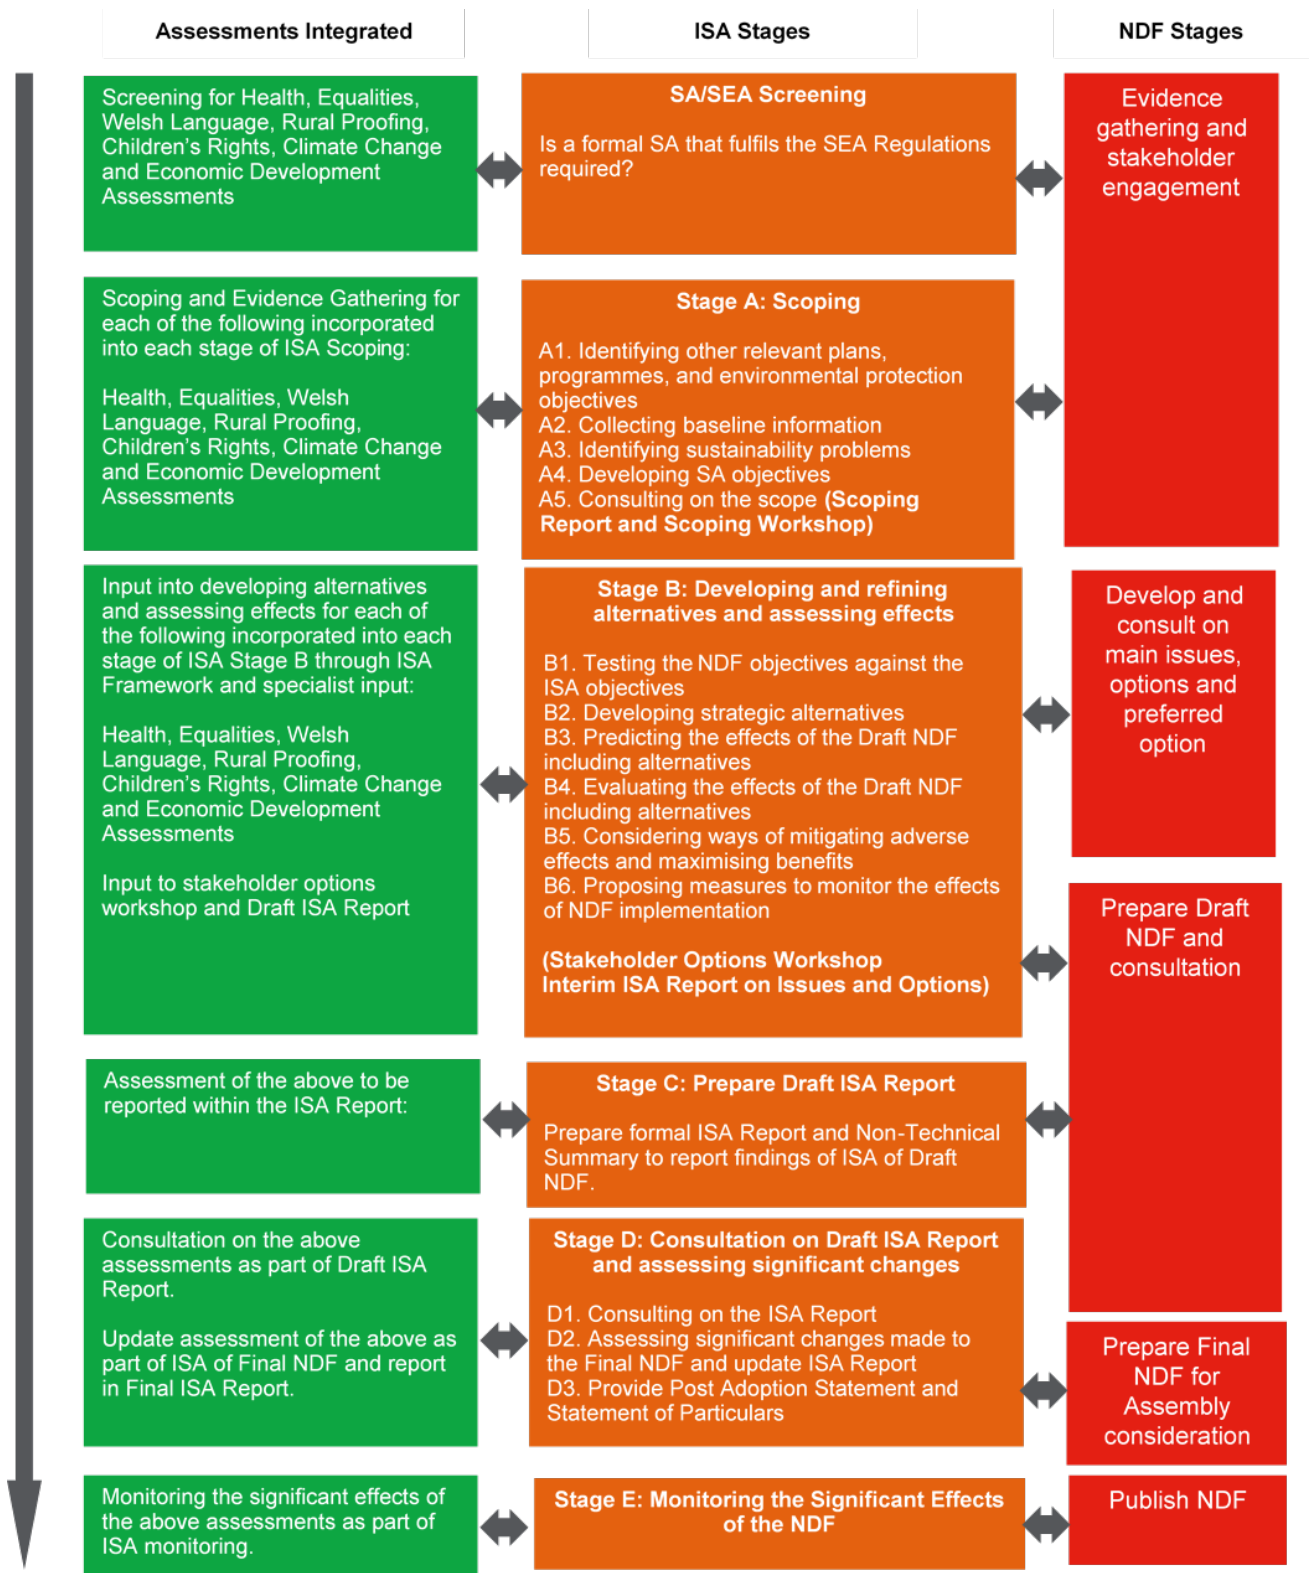 Assessments Integrated
ISA Stages
NDF Stages
Screening for Health, Equalities,
Welsh Language, Rural Proofing,
Children's Rights, Climate Change
and Economic Development
Assessments
SA/SEA Screening
Is a formal SA that fulfils the SEA Regulations
required?
Evidence
gathering and
stakeholder
engagement
Scoping and Evidence Gathering for
each of the following incorporated
into each stage of ISA Scoping:
Health, Equalities, Welsh
Language, Rural Proofing,
Children's Rights, Climate Change
and Economic Development
Assessments
Stage A: Scoping
A1. Identifying other relevant plans,
programmes, and environmental protection
objectives
A2. Collecting baseline information
A3. Identifying sustainability problems
A4. Developing SA objectives
A5. Consulting on the scope (Scoping
Report and Scoping Workshop)
Input into developing alternatives
and assessing effects for each of
the following incorporated into each
stage of ISA Stage B through ISA
Framework and specialist input:
Health, Equalities, Welsh
Language, Rural Proofing,
Children's Rights, Climate Change
and Economic Development
Assessments
Input to stakeholder options
workshop and Draft ISA Report
Stage B: Developing and refining
alternatives and assessing effects
B1. Testing the NDF objectives against the
ISA objectives
B2. Developing strategic alternatives
B3. Predicting the effects of the Draft NDF
including alternatives
B4. Evaluating the effects of the Draft NDF
including alternatives
B5. Considering ways of mitigating adverse
effects and maximising benefits
B6. Proposing measures to monitor the effects
of NDF implementation
(Stakeholder Options Workshop
Interim ISA Report on Issues and Options)
Develop and
consult on
main issues,
options and
preferred
option
Prepare Draft
NDF and
consultation
Assessment of the above to be
reported within the ISA Report:
Stage C: Prepare Draft ISA Report
Prepare formal ISA Report and Non-Technical
Summary to report findings of ISA of Draft
NDF.
Consultation on the above
assessments as part of Draft ISA
Report.
Update assessment of the above as
part of ISA of Final NDF and report
in Final ISA Report.
Stage D: Consultation on Draft ISA Report
and assessing significant changes
D1. Consulting on the ISA Report
D2. Assessing significant changes made to
the Final NDF and update ISA Report
D3. Provide Post Adoption Statement and
Statement of Particulars
Prepare Final
NDF for
Assembly
consideration
Monitoring the significant effects of
the above assessments as part of
ISA monitoring.
Stage E: Monitoring the Significant Effects
of the NDF
Publish NDF